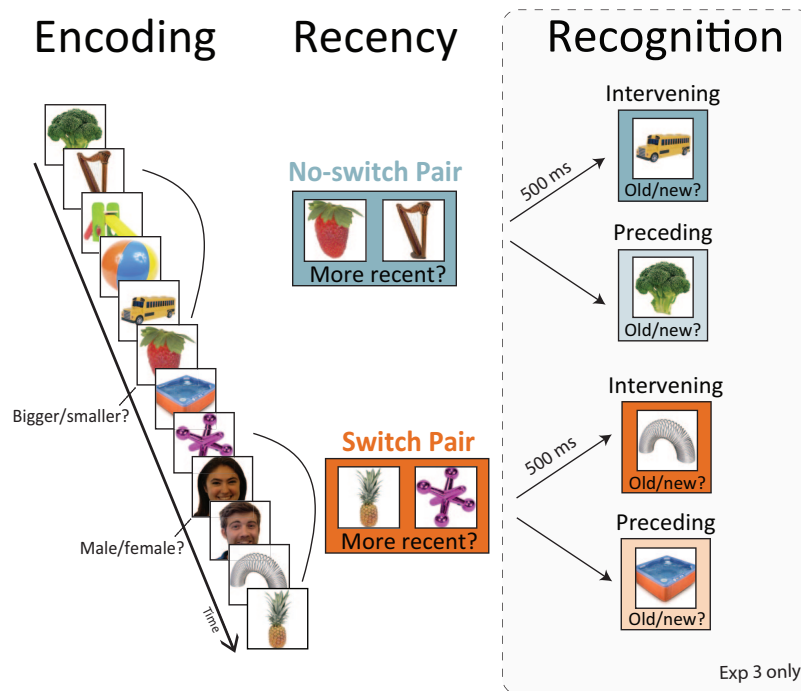 Encoding
Recency
Recognition
No-switch Pair
More recent?
500 ms
Intervening
Old/new?
Preceding
Old/new?
Bigger/smaller?
Male/female?
Time
Switch Pair
More recent?
500 ms
Intervening
Old/new?
Preceding
Old/new?
Exp 3 only